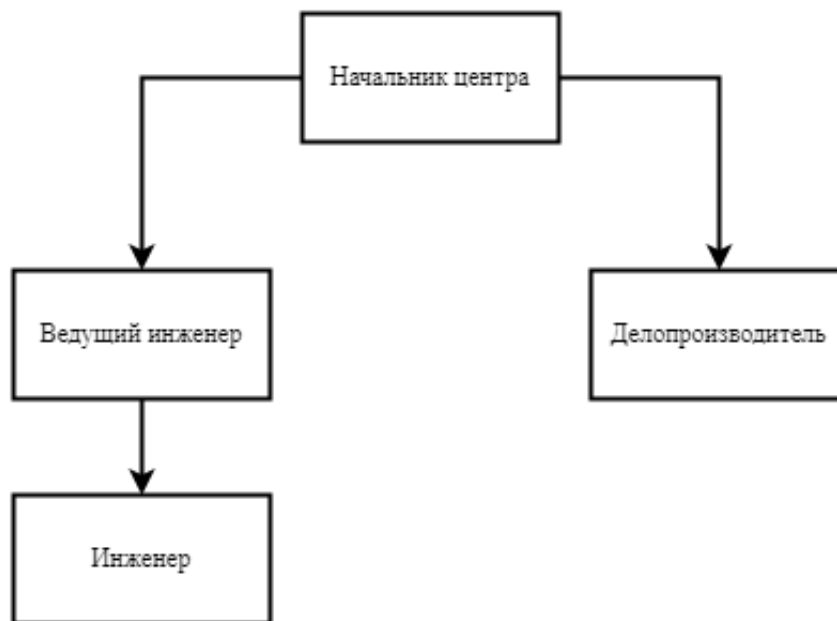 Начальник центра
Ведущий инженер
Делопроизводитель
Инженер